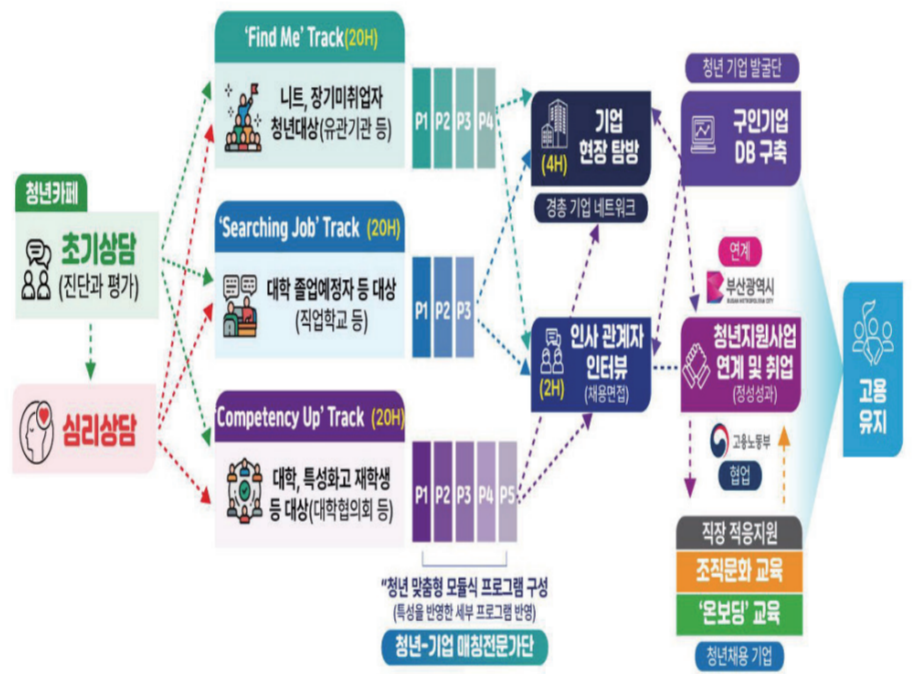 청년카페
초기상담
(진단과 평가)
심리상담
'Find Me' Track(20H)
니트, 장기미취업자
청년대상(유관기관 등)
P1 P2 P3 P4
'Searching Job' Track (20H)
대학 졸업예정자 등 대상
(직업학교 등)
P1 P2 P3
Competency Up' Track (20H)
대학, 특성화고 재학생
등 대상(대학협의회 등)
P1 P2 P3 P4 P5
"청년 맞춤형 모듈식 프로그램 구성
(특성을 반영한 세부 프로그램 반영)
청년-기업 매칭전문가단
기업
현장 탐방
(4H)
경총 기업 네트워크
인사 관계자
인터뷰
(채용면접)
(2H)
청년 기업 발굴단
구인기업
DB 구축
연계
부산광역시
BUSAN METROPOLITAN CITY
청년지원사업
연계 및 취업
(정성성과)
고용노동부
협업
직장 적응지원
조직문화 교육
'온보딩' 교육
청년채용 기업
고용
유지